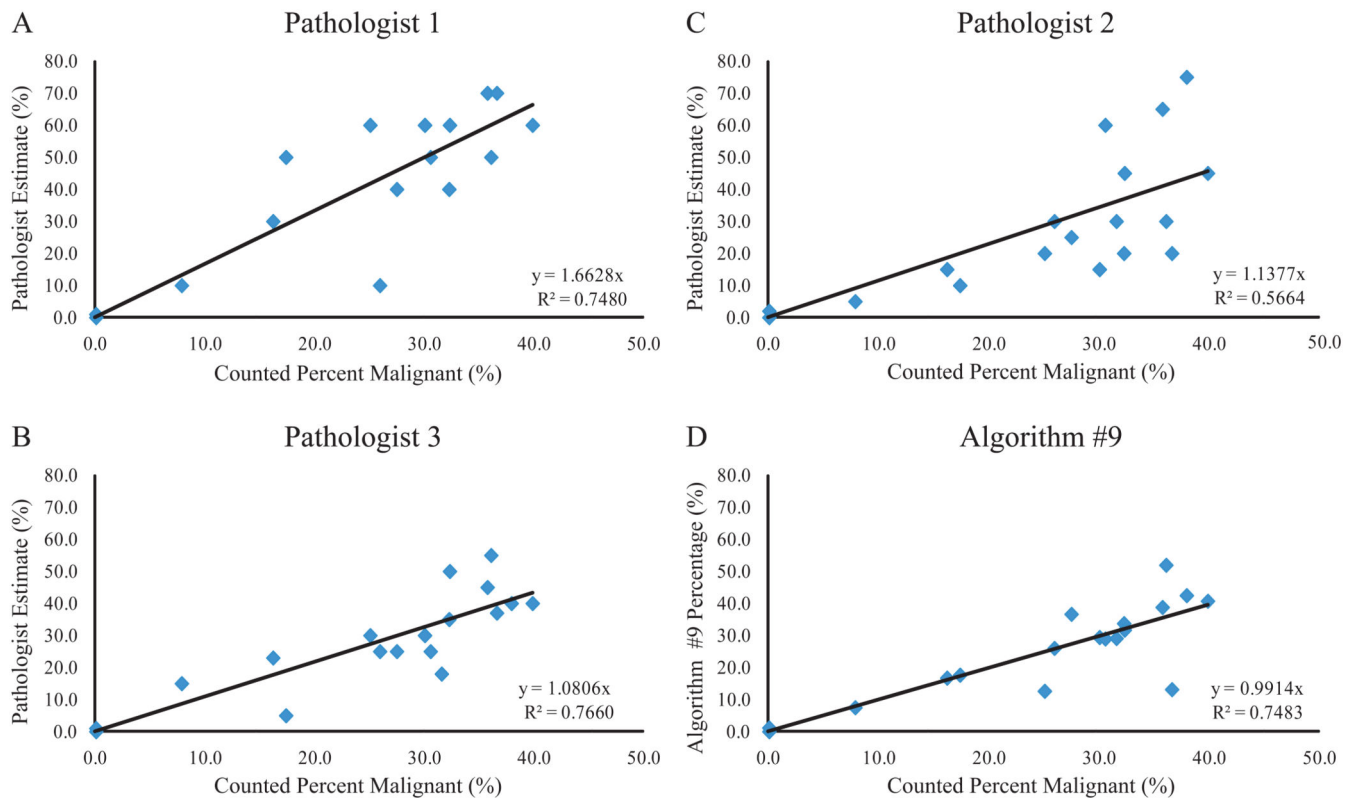 A
Pathologist 1
Pathologist Estimate (%)
80.0
70.0
60.0
50.0
40.0
30.0
20.0
10.0
0.0
y = 1.6628x
R² = 0.7480
0.0 10.0 20.0 30.0 40.0 50.0
Counted Percent Malignant (%)
C
Pathologist 2
Pathologist Estimate (%)
80.0
70.0
60.0
50.0
40.0
30.0
20.0
10.0
0.0
y = 1.1377x
R² = 0.5664
0.0 10.0 20.0 30.0 40.0 50.0
Counted Percent Malignant (%)
B
Pathologist 3
Pathologist Estimate (%)
80.0
70.0
60.0
50.0
40.0
30.0
20.0
10.0
0.0
y = 1.0806x
R² = 0.7660
0.0 10.0 20.0 30.0 40.0 50.0
Counted Percent Malignant (%)
D
Algorithm #9
Algorithm #9 Percentage (%)
80.0
70.0
60.0
50.0
40.0
30.0
20.0
10.0
0.0
y = 0.9914x
R² = 0.7483
0.0 10.0 20.0 30.0 40.0 50.0
Counted Percent Malignant (%)